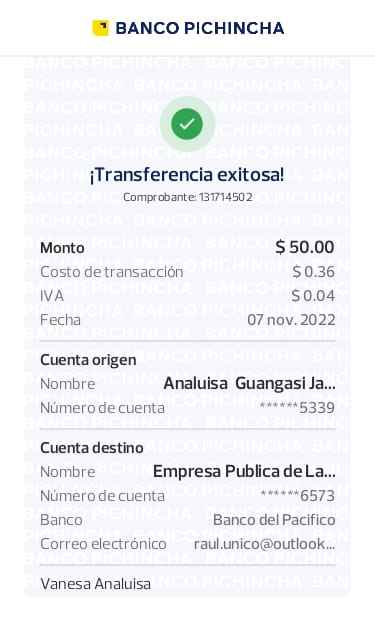 BANCO PICHINCHA
¡Transferencia exitosa!
Comprobante: 131714502
Monto $ 50.00
Costo de transacción $ 0.36
IVA $ 0.04
Fecha 07 nov. 2022
Cuenta origen
Nombre Analuisa Guangasi Ja...
Número de cuenta ******5339
Cuenta destino
Nombre Empresa Publica de La...
Número de cuenta ******6573
Banco Banco del Pacifico
Correo electrónico raul.unico@outlook...
Vanesa Analuisa